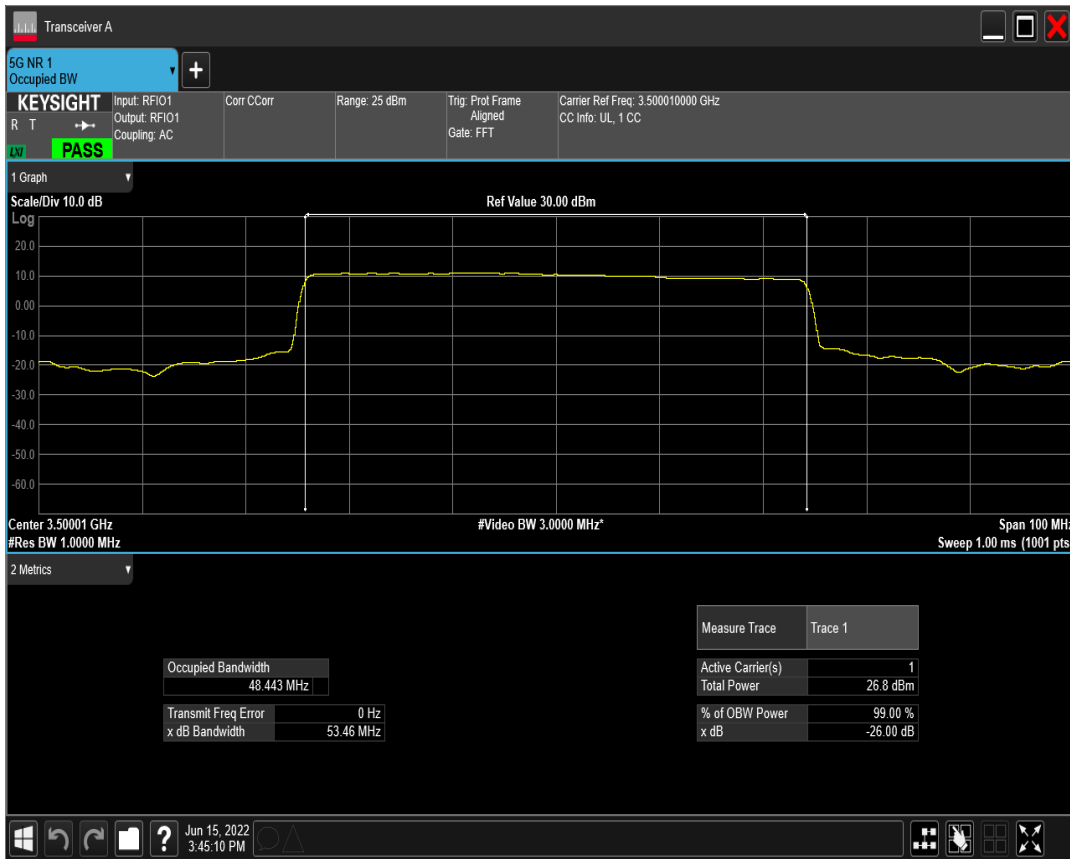 Transceiver A
5G NR 1
Occupied BW
+
KEYSIGHT
R T
LXI
PASS
Input: RFIO1
Output: RFIO1
Coupling: AC
Corr CCorr
Range: 25 dBm
Trig: Prot Frame
Aligned
Gate: FFT
Carrier Ref Freq: 3.500010000 GHz
CC Info: UL, 1 CC
1 Graph
Scale/Div 10.0 dB
Ref Value 30.00 dBm
Log
20.0
10.0
0.00
-10.0
-20.0
-30.0
-40.0
-50.0
-60.0
Center 3.50001 GHz
#Video BW 3.0000 MHz*
Span 100 MHz
#Res BW 1.0000 MHz
Sweep 1.00 ms (1001 pts
2 Metrics
Measure Trace Trace 1
Occupied Bandwidth
48.443 MHz
Active Carrier(s) 1
Total Power 26.8 dBm
Transmit Freq Error 0 Hz
x dB Bandwidth 53.46 MHz
% of OBW Power 99.00 %
x dB -26.00 dB
?
Jun 15, 2022
3:45:10 PM